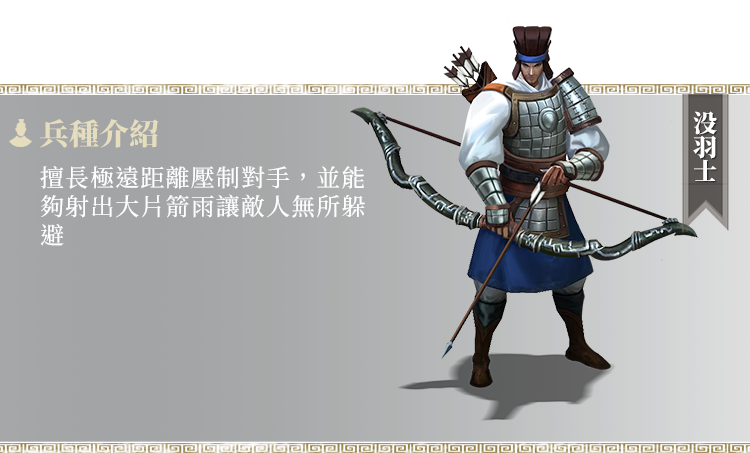 兵種介紹
擅長極遠距離壓制對手，並能
夠射出大片箭雨讓敵人無所躲
避
没羽士